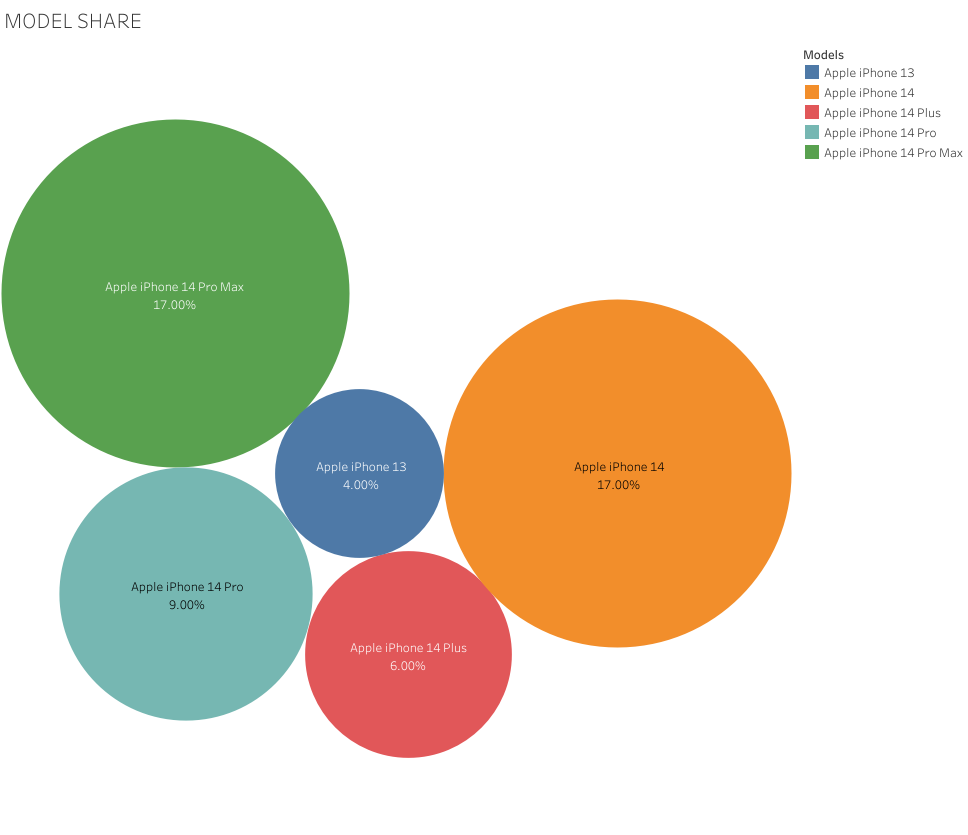 MODEL SHARE
Models
Apple iPhone 13
Apple iPhone 14
Apple iPhone 14 Plus
Apple iPhone 14 Pro
Apple iPhone 14 Pro Max
Apple iPhone 14 Pro Max
17.00%
Apple iPhone 13
4.00%
Apple iPhone 14
17.00%
Apple iPhone 14 Pro
9.00%
Apple iPhone 14 Plus
6.00%